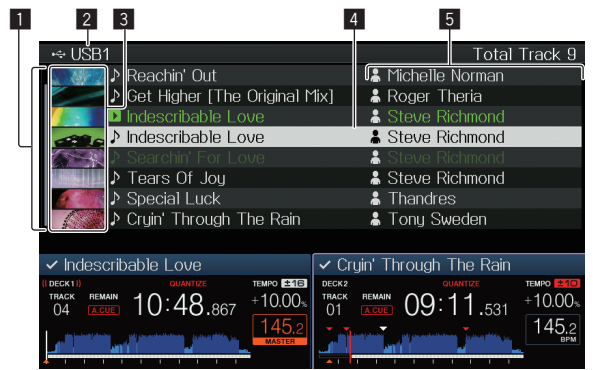 1 2 3 4 5
USB1 Total Track 9
Reachin' Out Michelle Norman
Get Higher [The Original Mix] Roger Theria
Indescribable Love Steve Richmond
Indescribable Love Steve Richmond
Searchin' For Love Steve Richmond
Tears Of Joy Steve Richmond
Special Luck Thandres
Cryin' Through The Rain Tony Sweden
Indescribable Love
DECK1 QUANTIZE TEMPO ±16
TRACK REMAIN
04 A.CUE 10:48.867 +10.00%
145.2
MASTER
Cryin' Through The Rain
DECK2 QUANTIZE TEMPO ±10
TRACK REMAIN
01 A.CUE 09:11.531 +10.00%
145.2
BPM